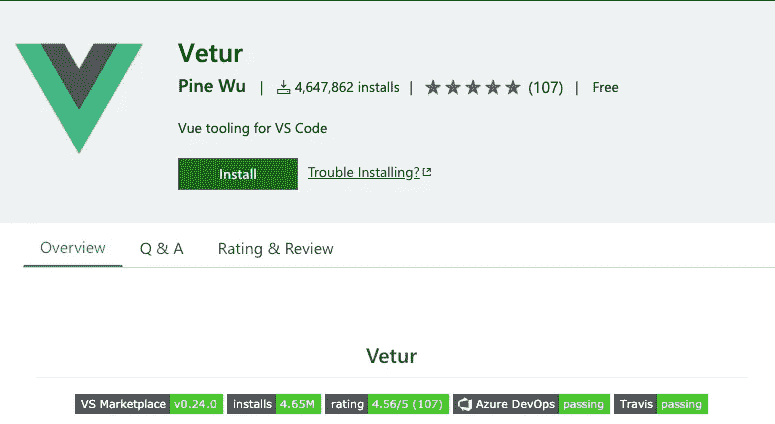 Vetur
Pine Wu | 4,647,862 installs | (107) | Free
Vue tooling for VS Code
Install Trouble Installing?
Overview Q & A Rating & Review
Vetur
VS Marketplace v0.24.0 installs 4.65M rating 4.56/5 (107) Azure DevOps passing Travis passing